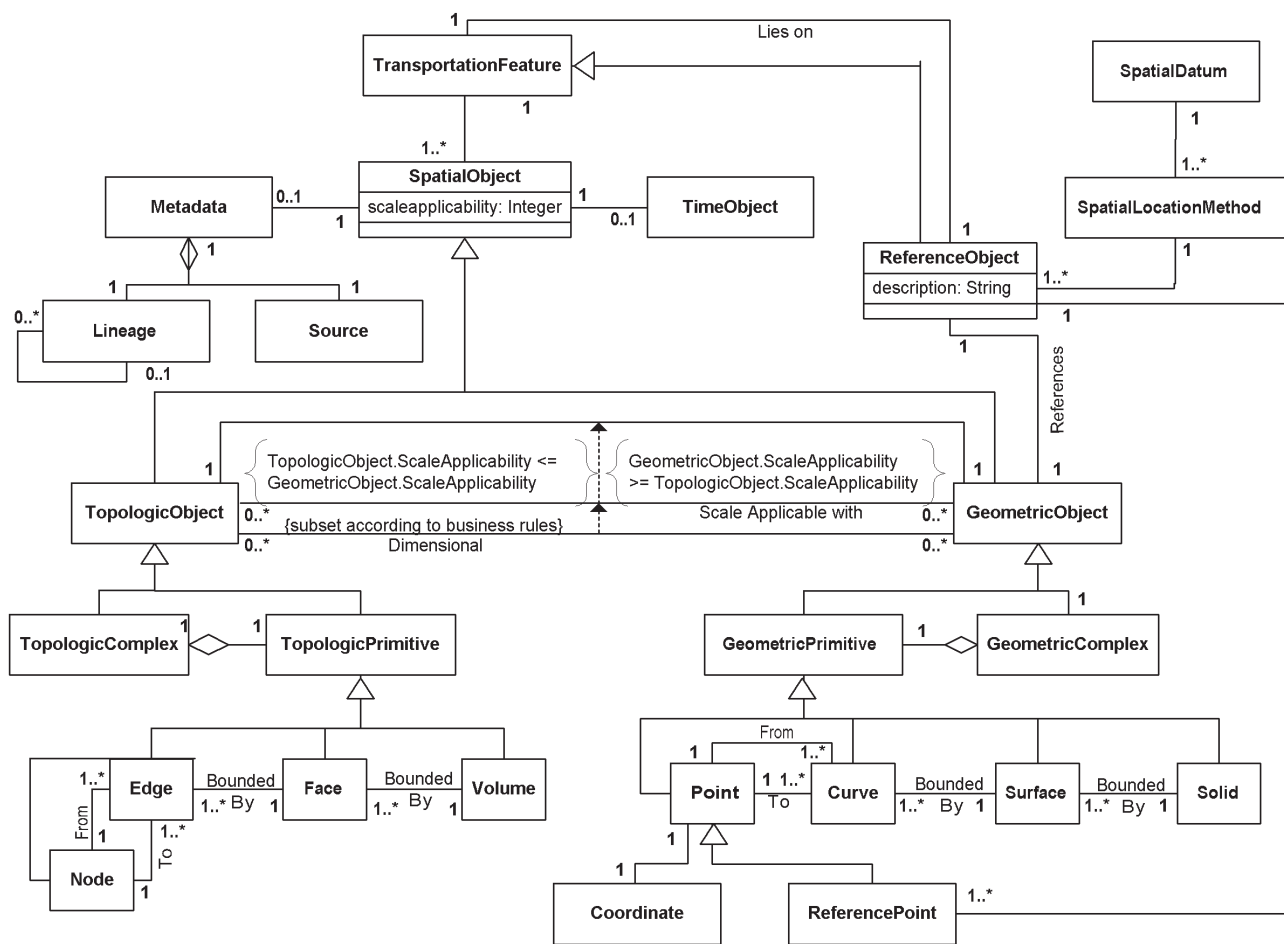 1
Lies on
TransportationFeature
1
SpatialDatum
1
1..*
1..*
SpatialObject
scaleapplicability: Integer
Metadata
0..1
1
1
0..1
TimeObject
SpatialLocationMethod
1
1
ReferenceObject
description: String
1..*
1
1
1
1
1
0..*
Lineage
0..1
Source
References
TopologicObject.ScaleApplicability <=
GeometricObject.ScaleApplicability
GeometricObject.ScaleApplicability
>= TopologicObject.ScaleApplicability
1
1
1
TopologicObject
0..*
{subset according to business rules}
0..*
Dimensional
Scale Applicable with
0..*
0..*
GeometricObject
TopologicComplex
1
1
TopologicPrimitive
GeometricPrimitive
1
1
GeometricComplex
From
1
1..*
1..*
Edge
Bounded
By
1..*
1
Face
Bounded
By
1..*
1
Volume
From
1
1..*
To
1
Node
Point
1
1..*
To
Curve
Bounded
By
1..*
1
Surface
Bounded
By
1..*
1
Solid
1
1
Coordinate
ReferencePoint
1..*